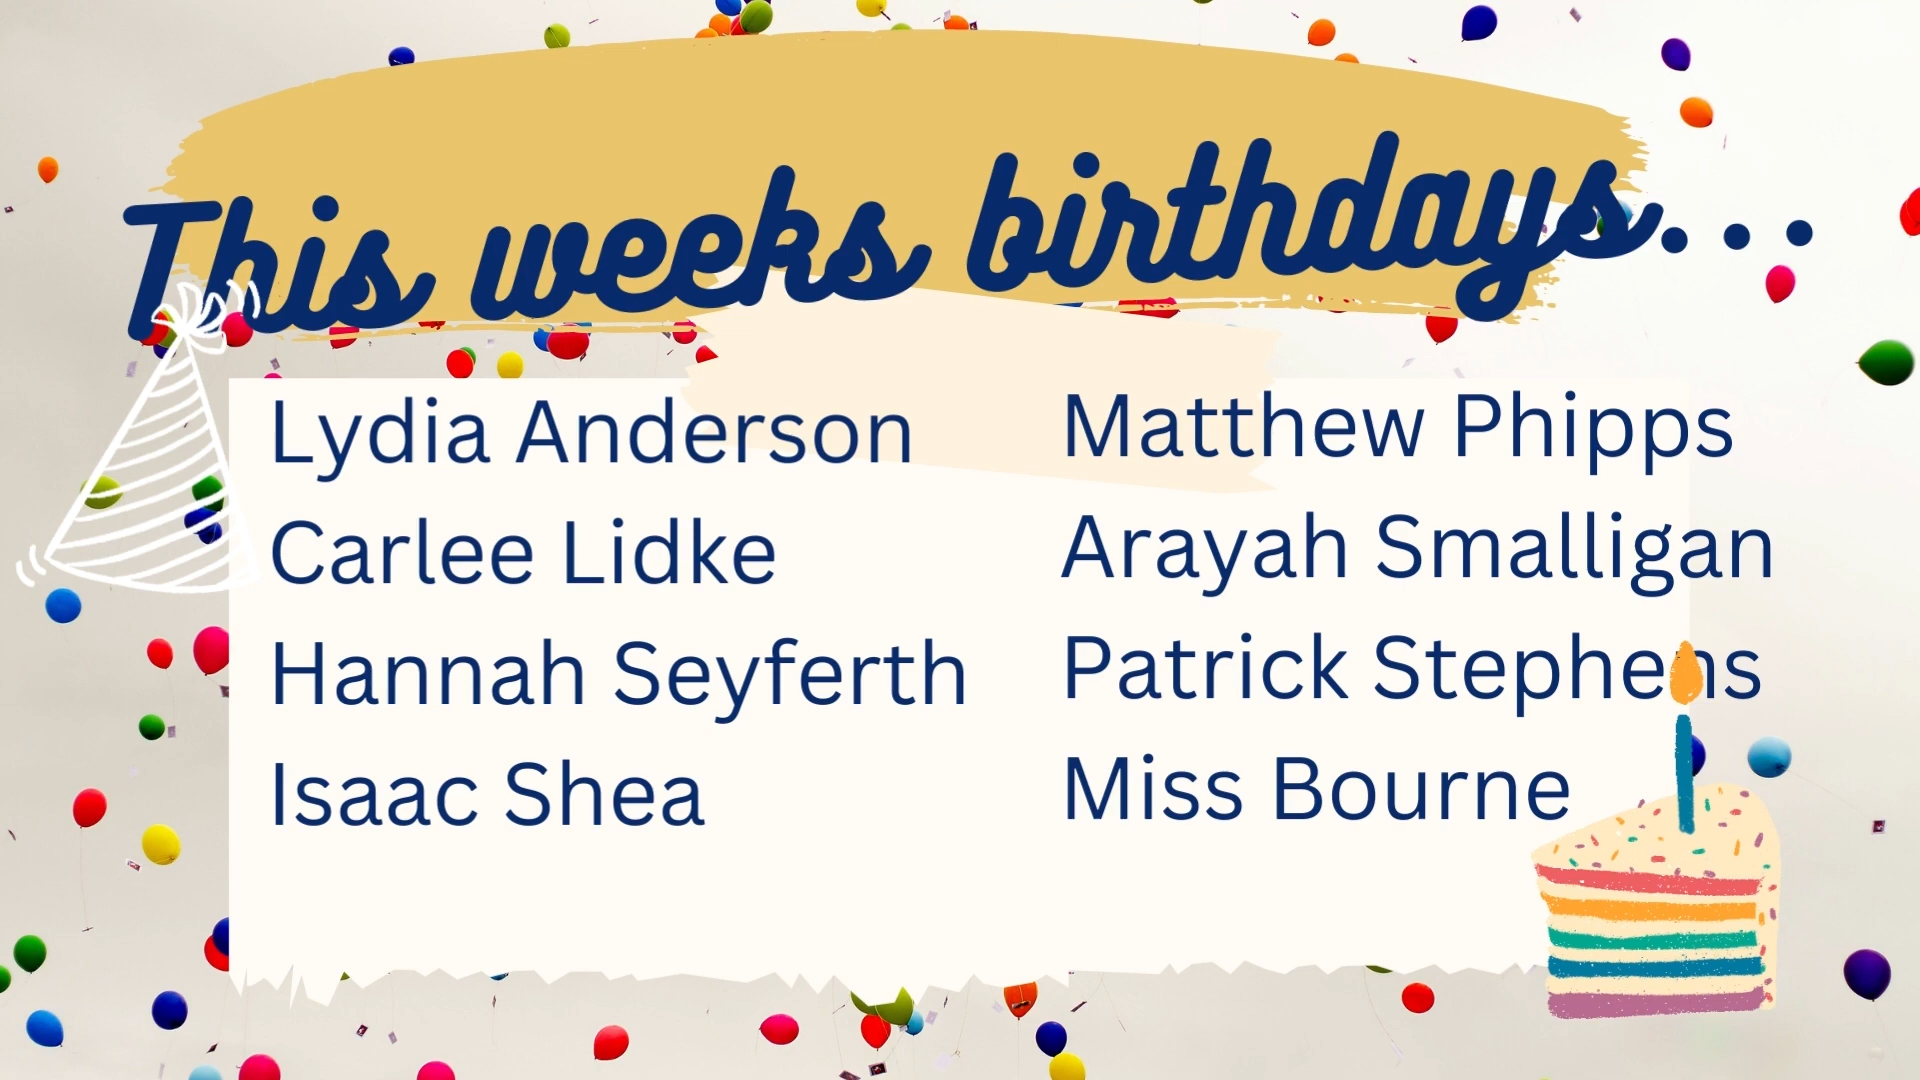 This weeks birthdays...
Lydia Anderson
Carlee Lidke
Hannah Seyferth
Isaac Shea
Matthew Phipps
Arayah Smalligan
Patrick Stephens
Miss Bourne